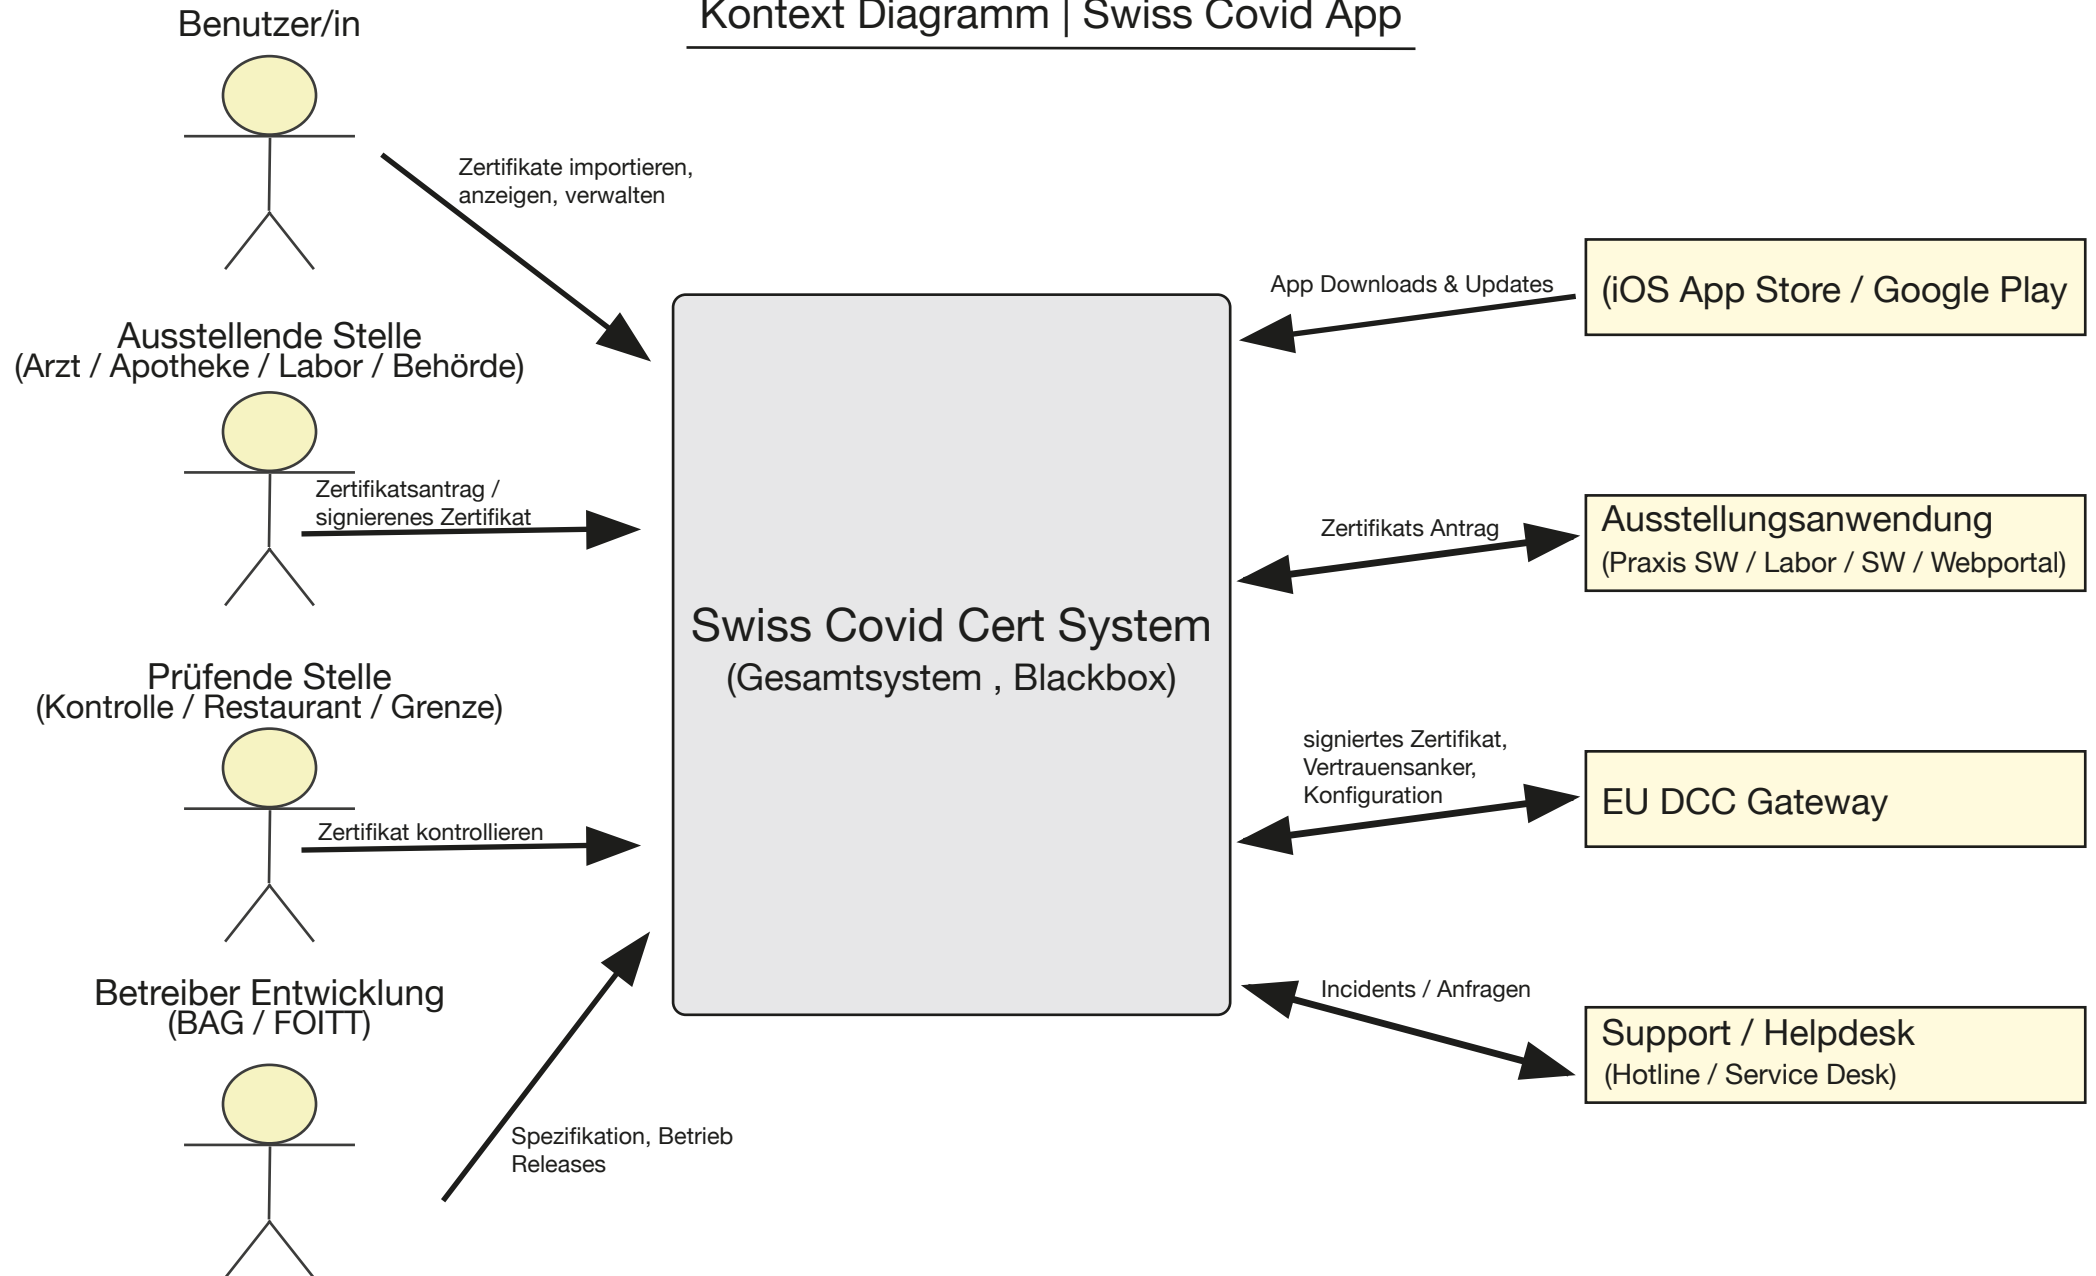 Kontext Diagramm | Swiss Covid App
Benutzer/in
Zertifikate importieren,
anzeigen, verwalten
Ausstellende Stelle
(Arzt / Apotheke / Labor / Behörde)
Zertifikatsantrag /
signierenes Zertifikat
Prüfende Stelle
(Kontrolle / Restaurant / Grenze)
Zertifikat kontrollieren
Betreiber Entwicklung
(BAG / FOITT)
Spezifikation, Betrieb
Releases
Swiss Covid Cert System
(Gesamtsystem , Blackbox)
App Downloads & Updates
(iOS App Store / Google Play
Zertifikats Antrag
Ausstellungsanwendung
(Praxis SW / Labor / SW / Webportal)
signiertes Zertifikat,
Vertrauensanker,
Konfiguration
EU DCC Gateway
Incidents / Anfragen
Support / Helpdesk
(Hotline / Service Desk)